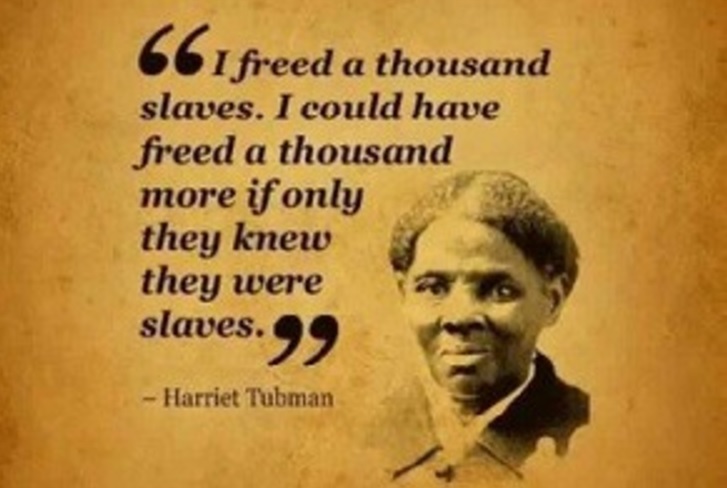 “ I freed a thousand
slaves. I could have
freed a thousand
more if only
they knew
they were
slaves. ”
– Harriet Tubman